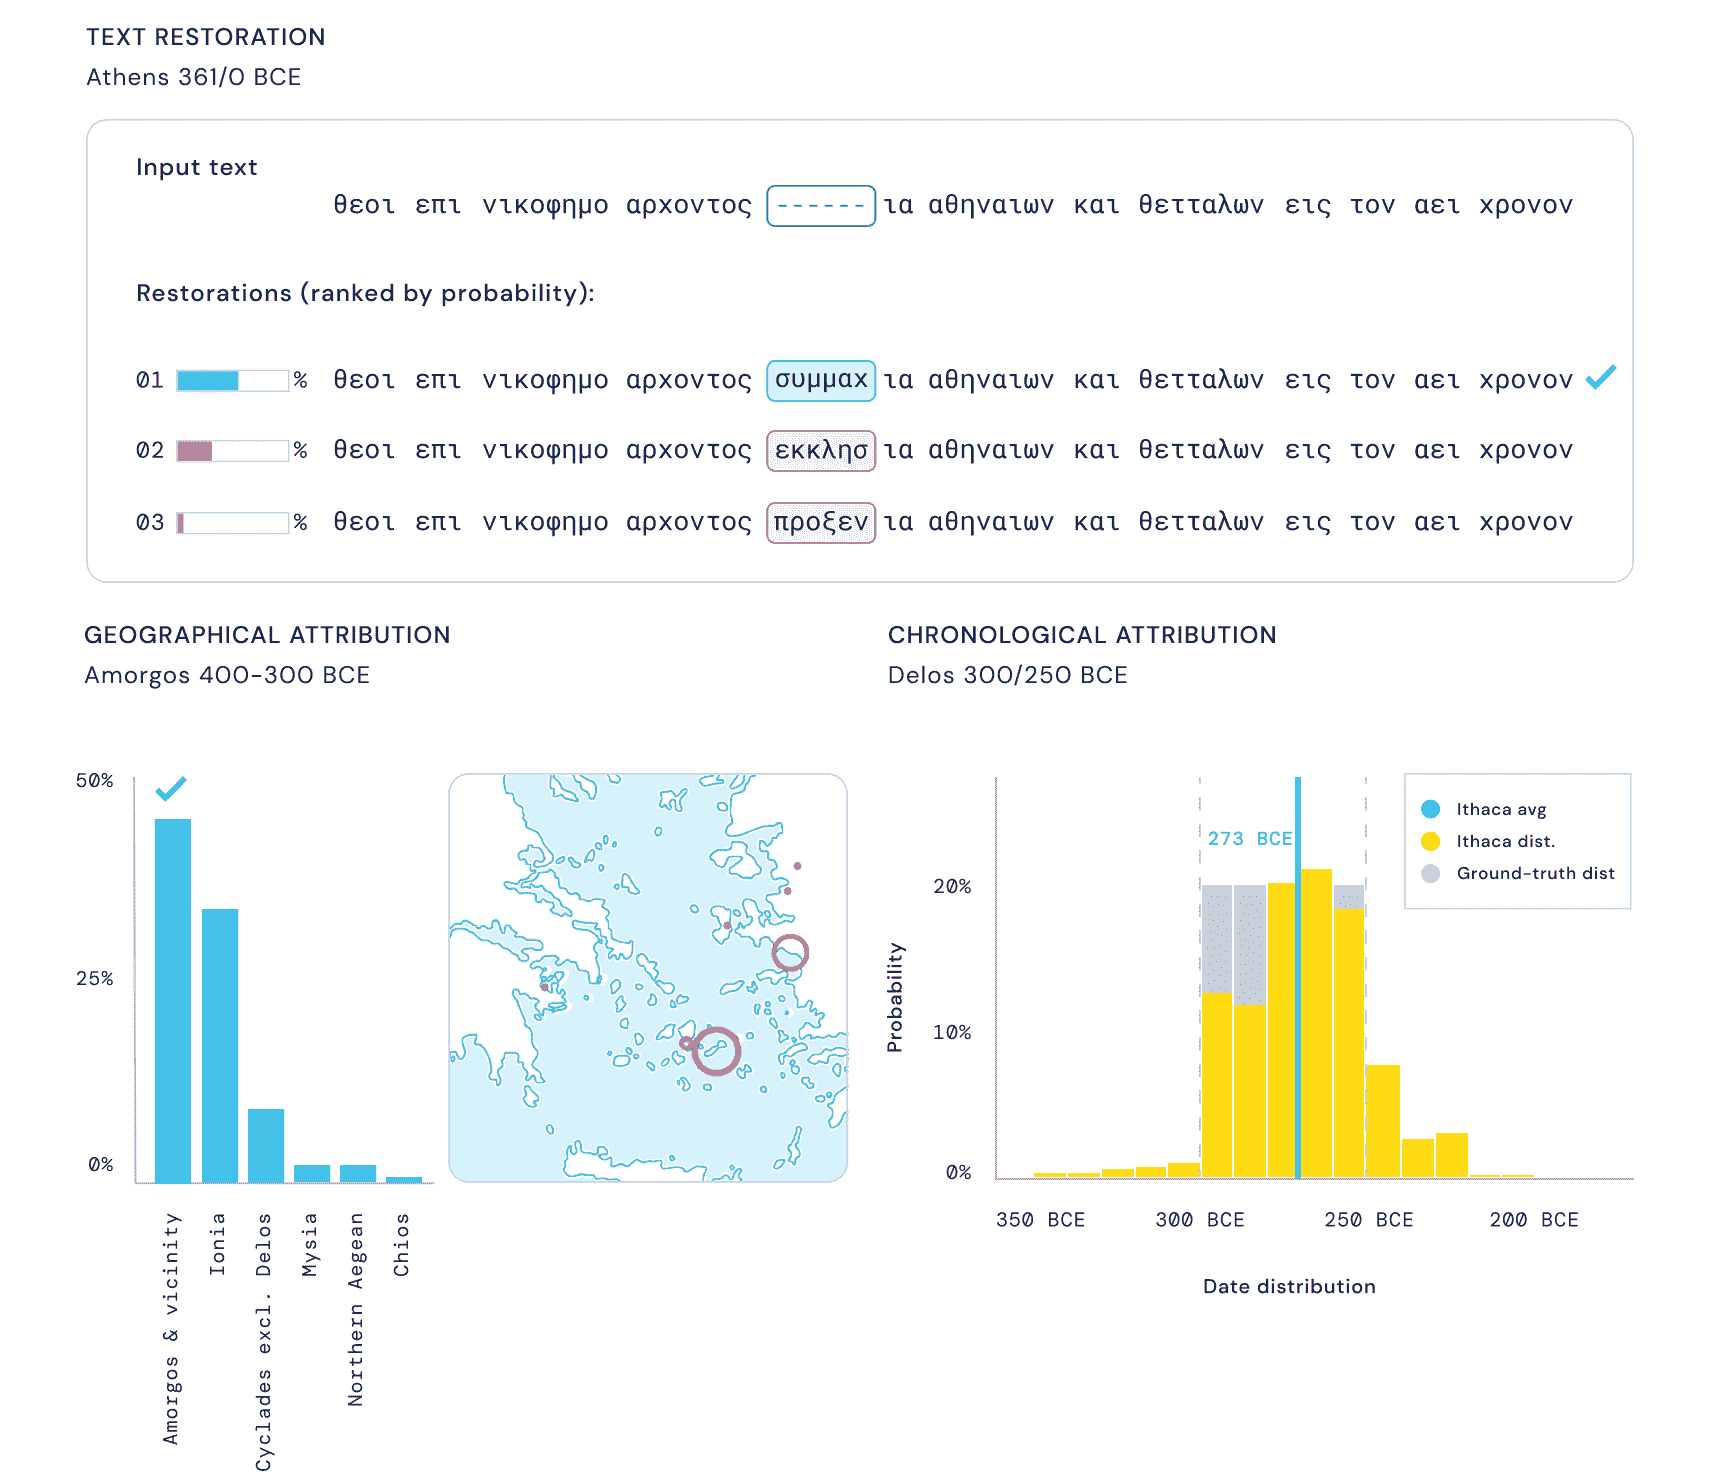 TEXT RESTORATION
Athens 361/0 BCE
Input text
θεοι επι νικοφημο αρχοντος ------ ια αθηναιων και θετταλων εις τον αει χρονον
Restorations (ranked by probability):
01 % θεοι επι νικοφημο αρχοντος συμμαχ ια αθηναιων και θετταλων εις τον αει χρονον
02 % θεοι επι νικοφημο αρχοντος εκκλησ ια αθηναιων και θετταλων εις τον αει χρονον
03 % θεοι επι νικοφημο αρχοντος προξεν ια αθηναιων και θετταλων εις τον αει χρονον
GEOGRAPHICAL ATTRIBUTION
Amorgos 400-300 BCE
50%
25%
0%
Amorgos & vicinity
Ionia
Cyclades excl. Delos
Mysia
Northern Aegean
Chios
CHRONOLOGICAL ATTRIBUTION
Delos 300/250 BCE
Ithaca avg
Ithaca dist.
Ground-truth dist
273 BCE
Probability
20%
10%
0%
350 BCE
300 BCE
250 BCE
200 BCE
Date distribution